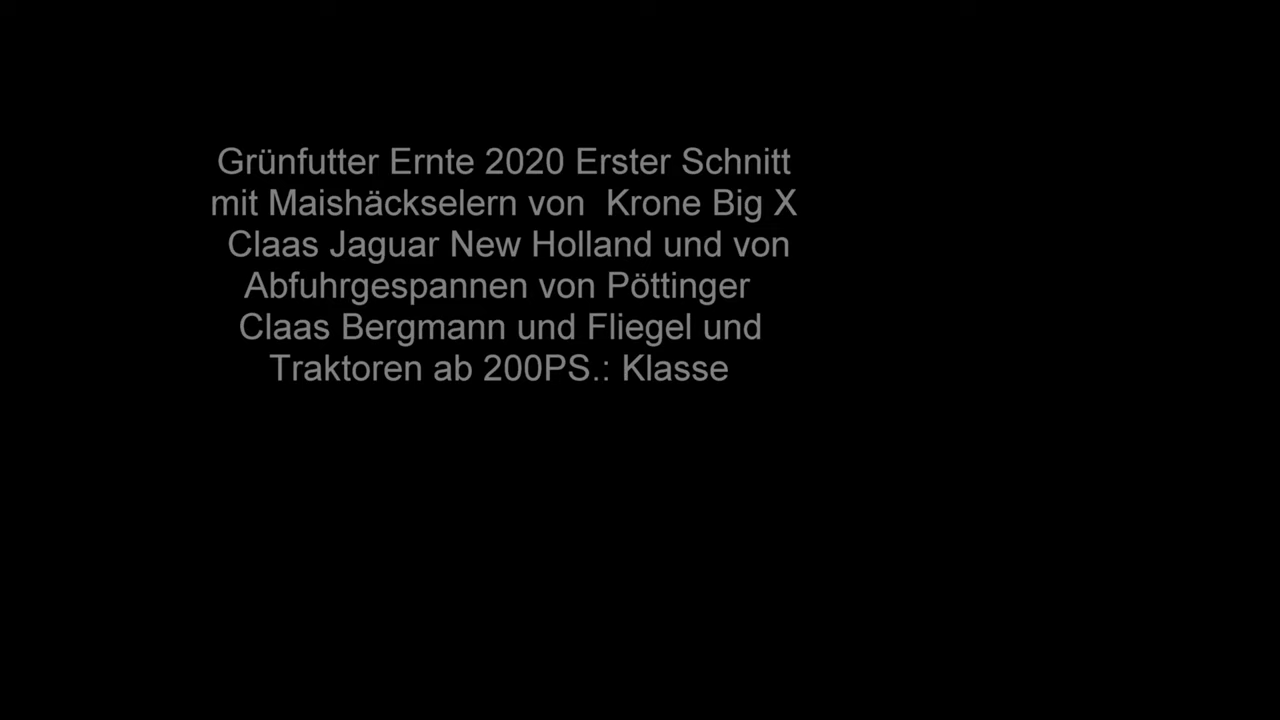 Grünfutter Ernte 2020 Erster Schnitt
mit Maishäckselern von  Krone Big X
Claas Jaguar New Holland und von
Abfuhrgespannen von Pöttinger
Claas Bergmann und Fliegel und
Traktoren ab 200PS.: Klasse